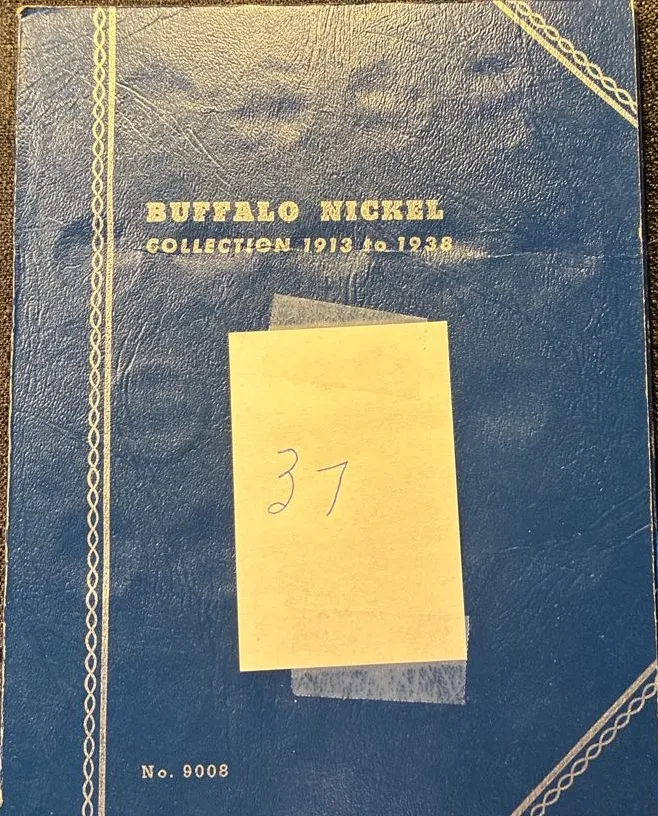 BUFFALO NICKEL
COLLECTION 1913 to 1938
37
No. 9008